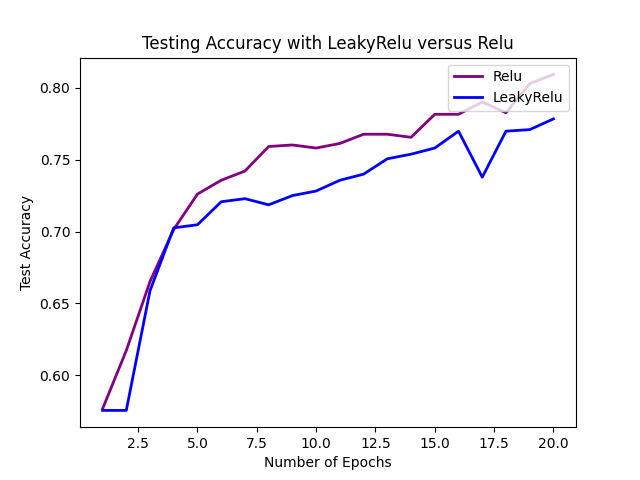 Testing Accuracy with LeakyRelu versus Relu
Relu
LeakyRelu
0.80
0.75
0.70
0.65
0.60
Test Accuracy
2.5 5.0 7.5 10.0 12.5 15.0 17.5 20.0
Number of Epochs